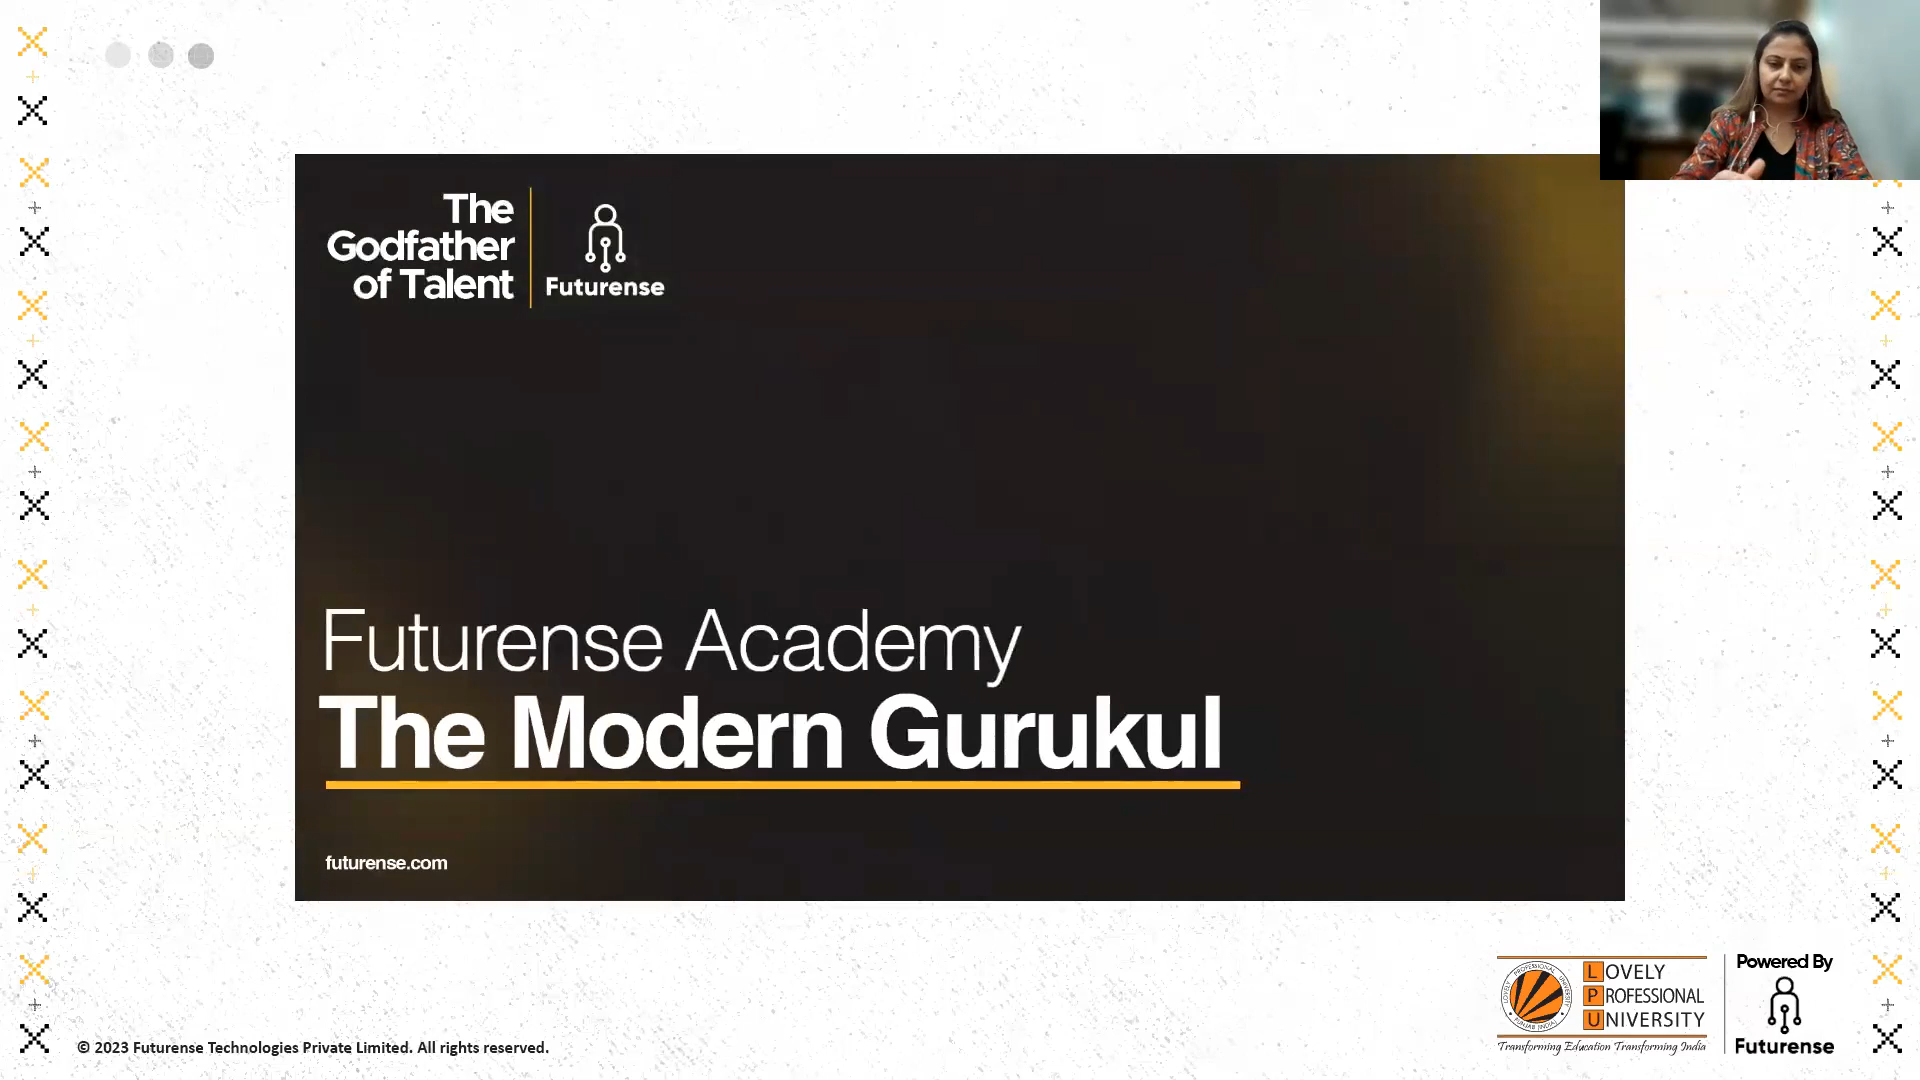 The
Godfather
of Talent
Futurense
Futurense Academy
The Modern Gurukul
futurense.com
LOVELY
PROFESSIONAL
UNIVERSITY
Transforming Education Transforming India
Powered By
Futurense
© 2023 Futurense Technologies Private Limited. All rights reserved.